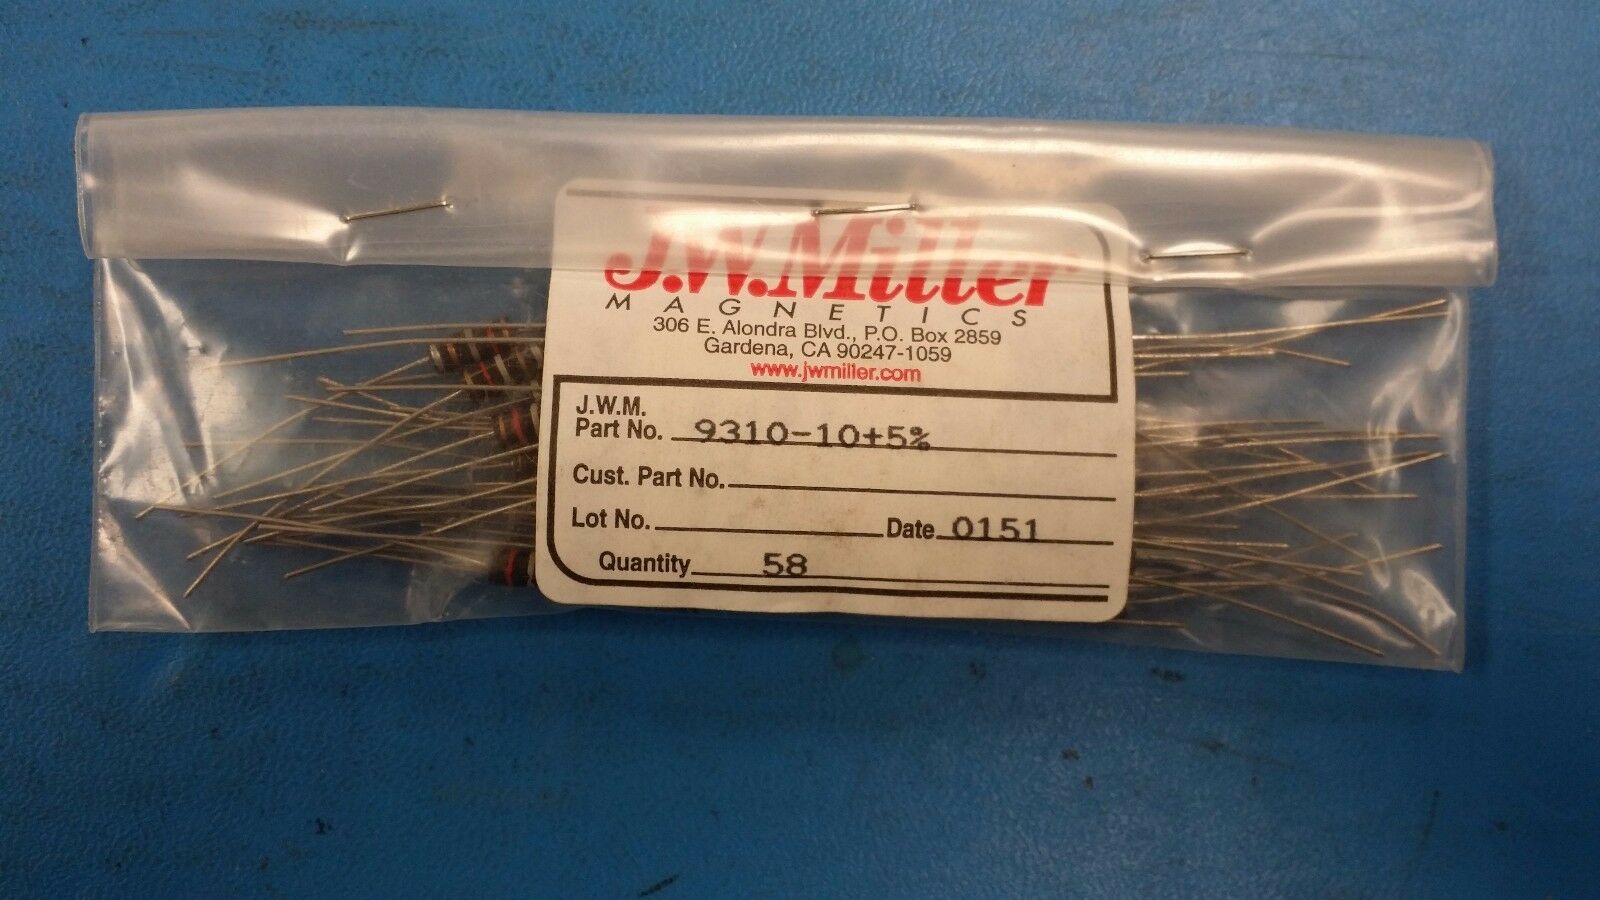 J.W.Miller
MAGNETICS
306 E. Alondra Blvd., P.O. Box 2859
Gardena, CA 90247-1059
www.jwmiller.com
J.W.M.
Part No. 9310-10+5%
Cust. Part No.
Lot No. Date 0151
Quantity 58